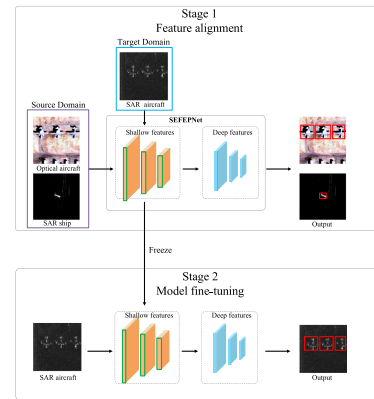 Stage 1
Feature alignment
Target Domain
SAR aircraft
Source Domain
SEFEPNet
Shallow features
Deep features
Optical aircraft
SAR ship
Output
Freeze
Stage 2
Model fine-tuning
Shallow features
Deep features
SAR aircraft
Output